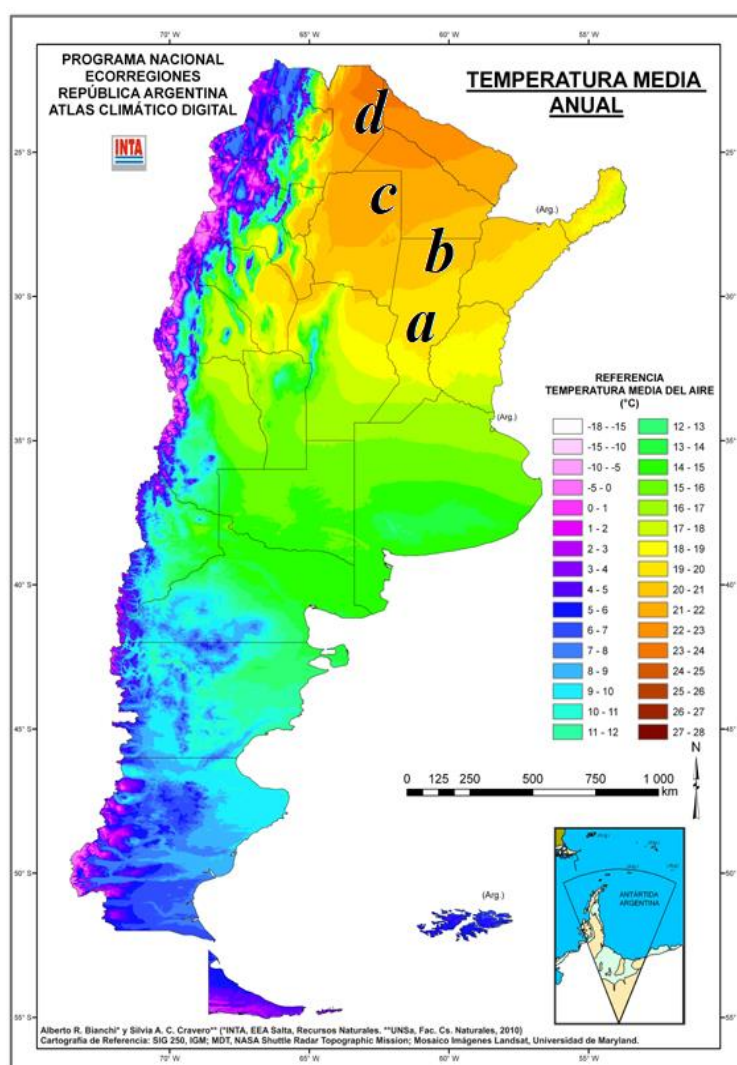 70° W
65° W
60° W
55° W
PROGRAMA NACIONAL
ECORREGIONES
REPÚBLICA ARGENTINA
ATLAS CLIMÁTICO DIGITAL
INTA
TEMPERATURA MEDIA
ANUAL
d
c
b
a
(Arg.)
(Arg.)
(Arg.)
25° S
30° S
35° S
40° S
45° S
50° S
55° S
25° S
30° S
35° S
40° S
45° S
50° S
55° S
REFERENCIA
TEMPERATURA MEDIA DEL AIRE
(°C)
-18 - -15
-15 - -10
-10 - -5
-5 - 0
0 - 1
1 - 2
2 - 3
3 - 4
4 - 5
5 - 6
6 - 7
7 - 8
8 - 9
9 - 10
10 - 11
11 - 12
12 - 13
13 - 14
14 - 15
15 - 16
16 - 17
17 - 18
18 - 19
19 - 20
20 - 21
21 - 22
22 - 23
23 - 24
24 - 25
25 - 26
26 - 27
27 - 28
N
0 125 250 500 750 1 000
km
ANTÁRTIDA
ARGENTINA
Alberto R. Bianchi* y Silvia A. C. Cravero** (*INTA, EEA Salta, Recursos Naturales. **UNSa, Fac. Cs. Naturales, 2010)
Cartografía de Referencia: SIG 250, IGM; MDT, NASA Shuttle Radar Topographic Mission; Mosaico Imágenes Landsat, Universidad de Maryland.
70° W
65° W
60° W
55° W